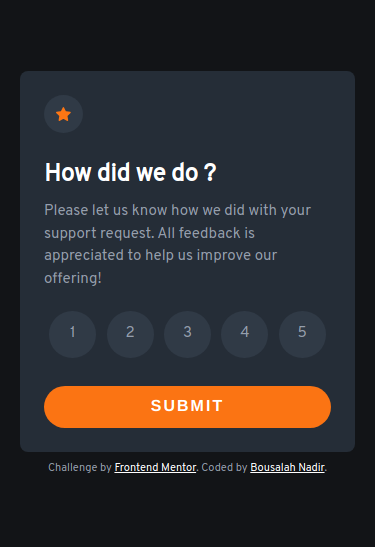 How did we do ?
Please let us know how we did with your
support request. All feedback is
appreciated to help us improve our
offering!
1 2 3 4 5
SUBMIT
Challenge by Frontend Mentor. Coded by Bousalah Nadir.